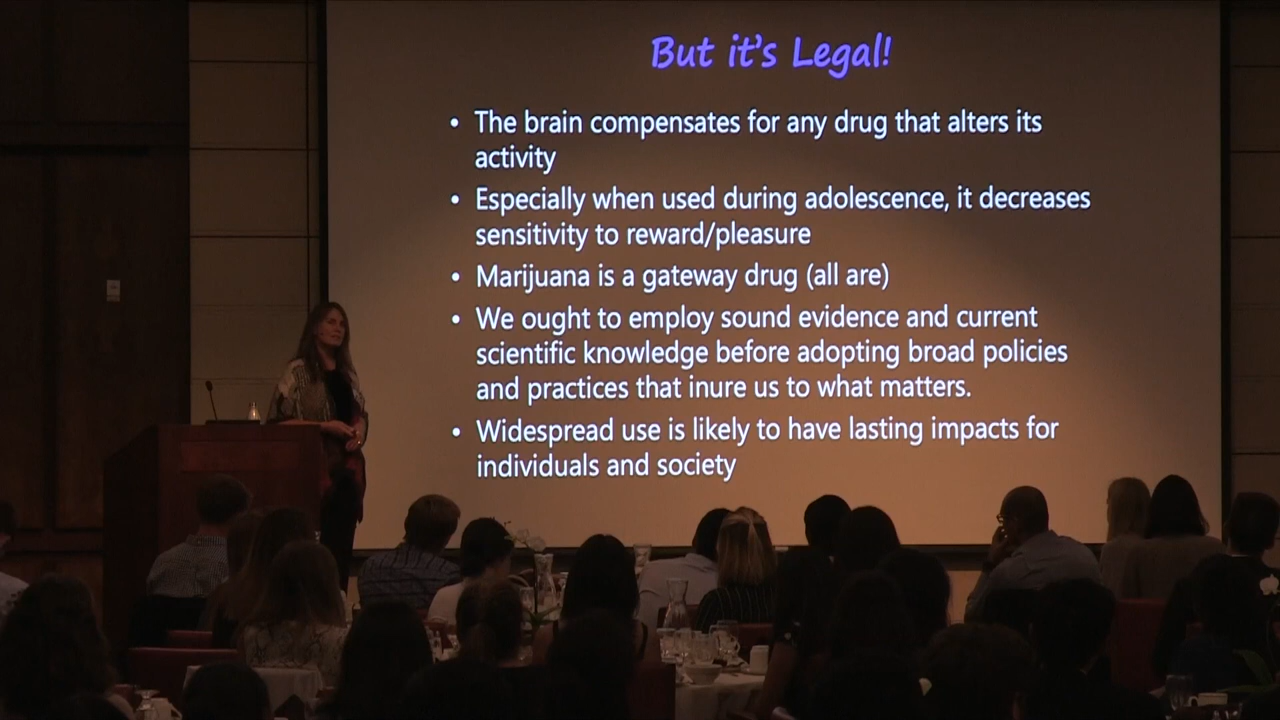 But it's Legal!
• The brain compensates for any drug that alters its
activity
• Especially when used during adolescence, it decreases
sensitivity to reward/pleasure
• Marijuana is a gateway drug (all are)
• We ought to employ sound evidence and current
scientific knowledge before adopting broad policies
and practices that inure us to what matters.
• Widespread use is likely to have lasting impacts for
individuals and society